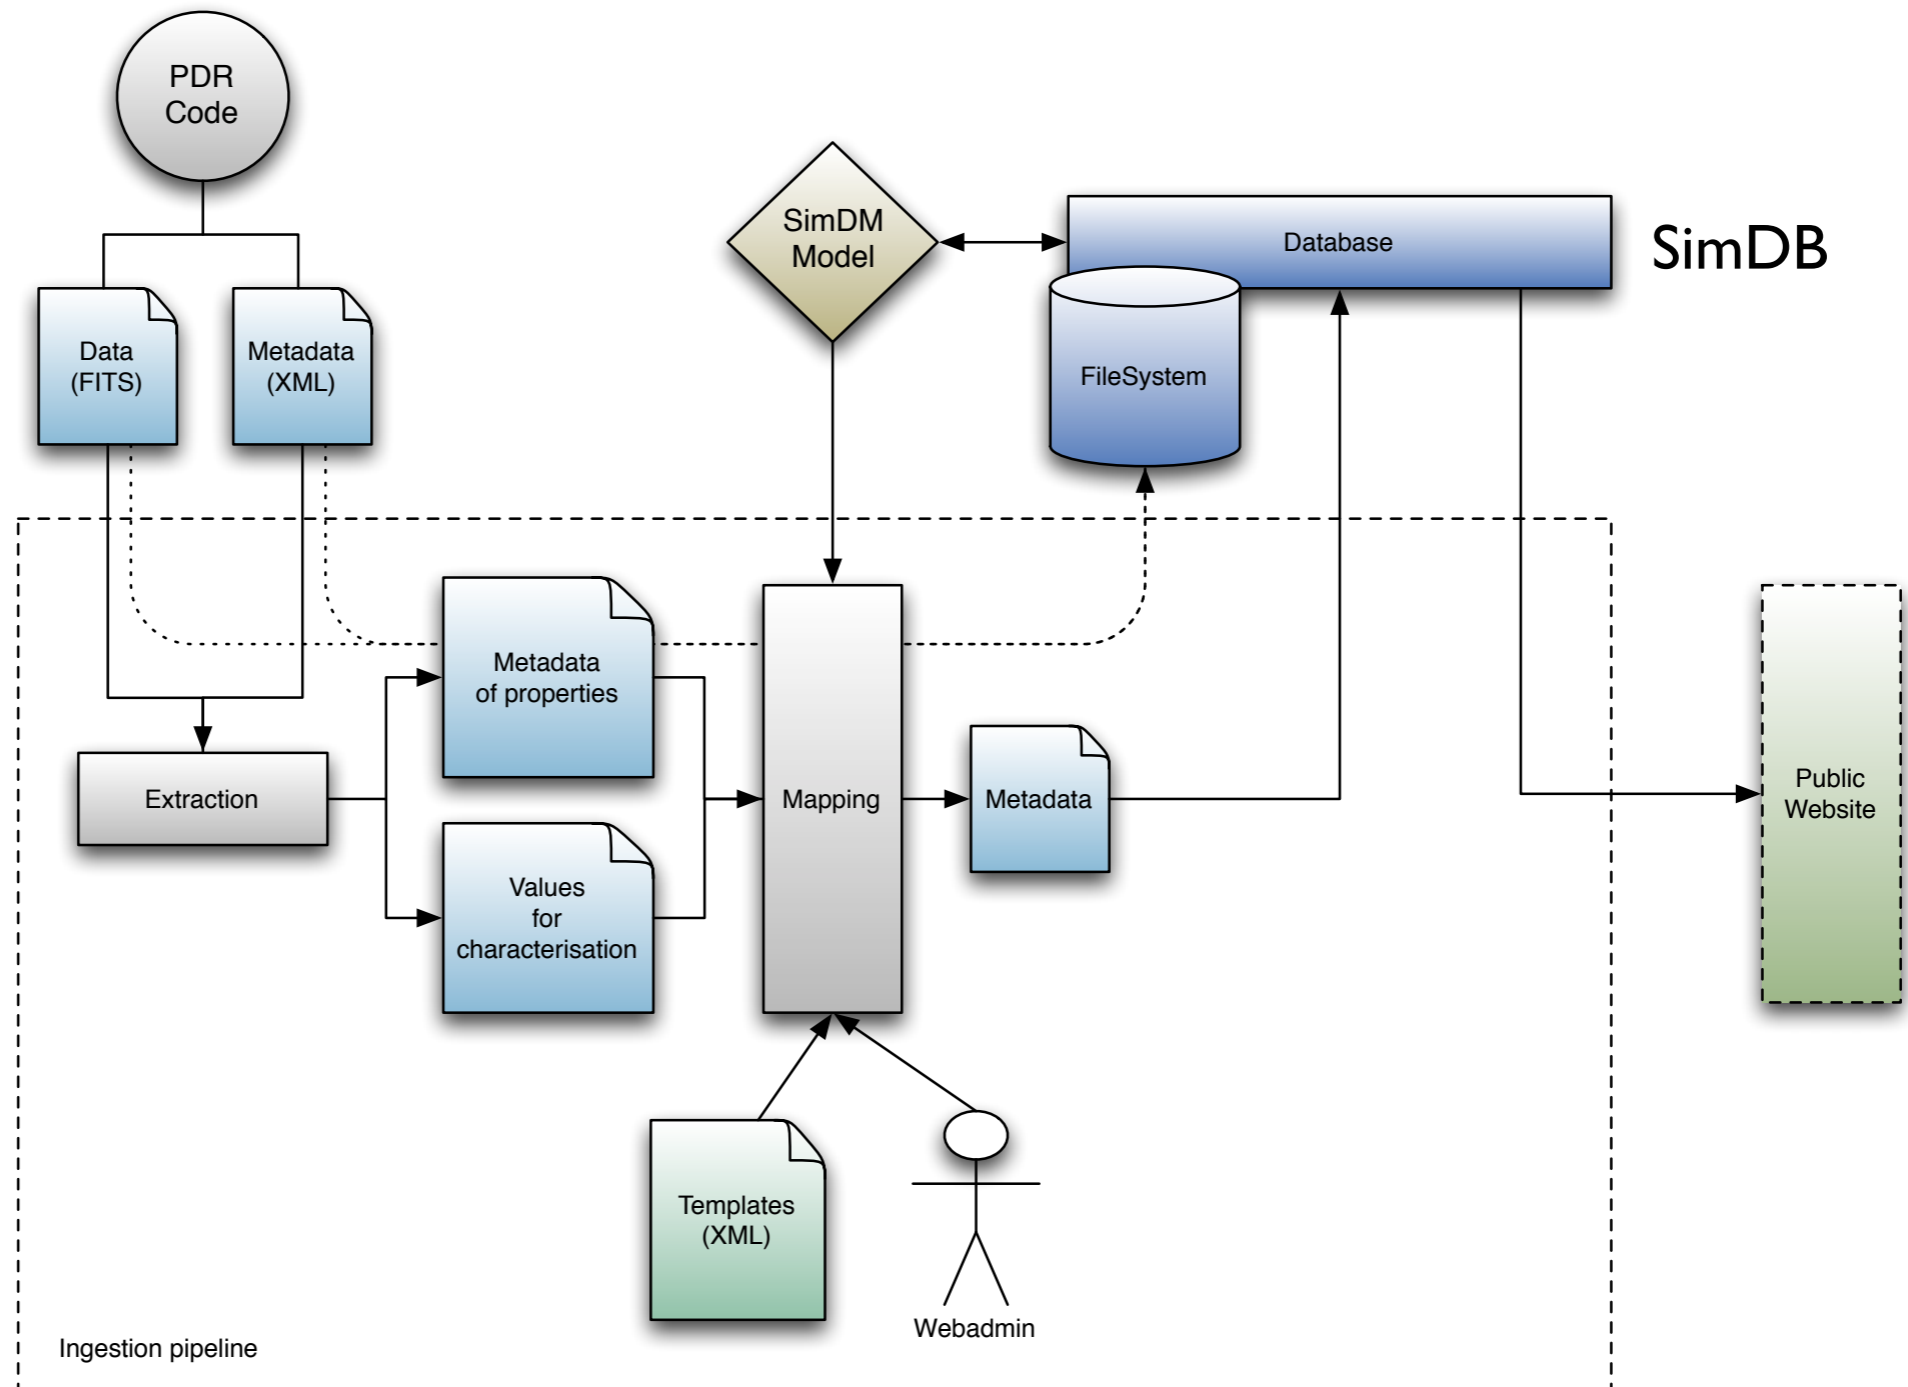 PDR
Code
SimDM
Model
Database
SimDB
Data
(FITS)
Metadata
(XML)
FileSystem
Metadata
of properties
Extraction
Mapping
Metadata
Public
Website
Values
for
characterisation
Templates
(XML)
Webadmin
Ingestion pipeline